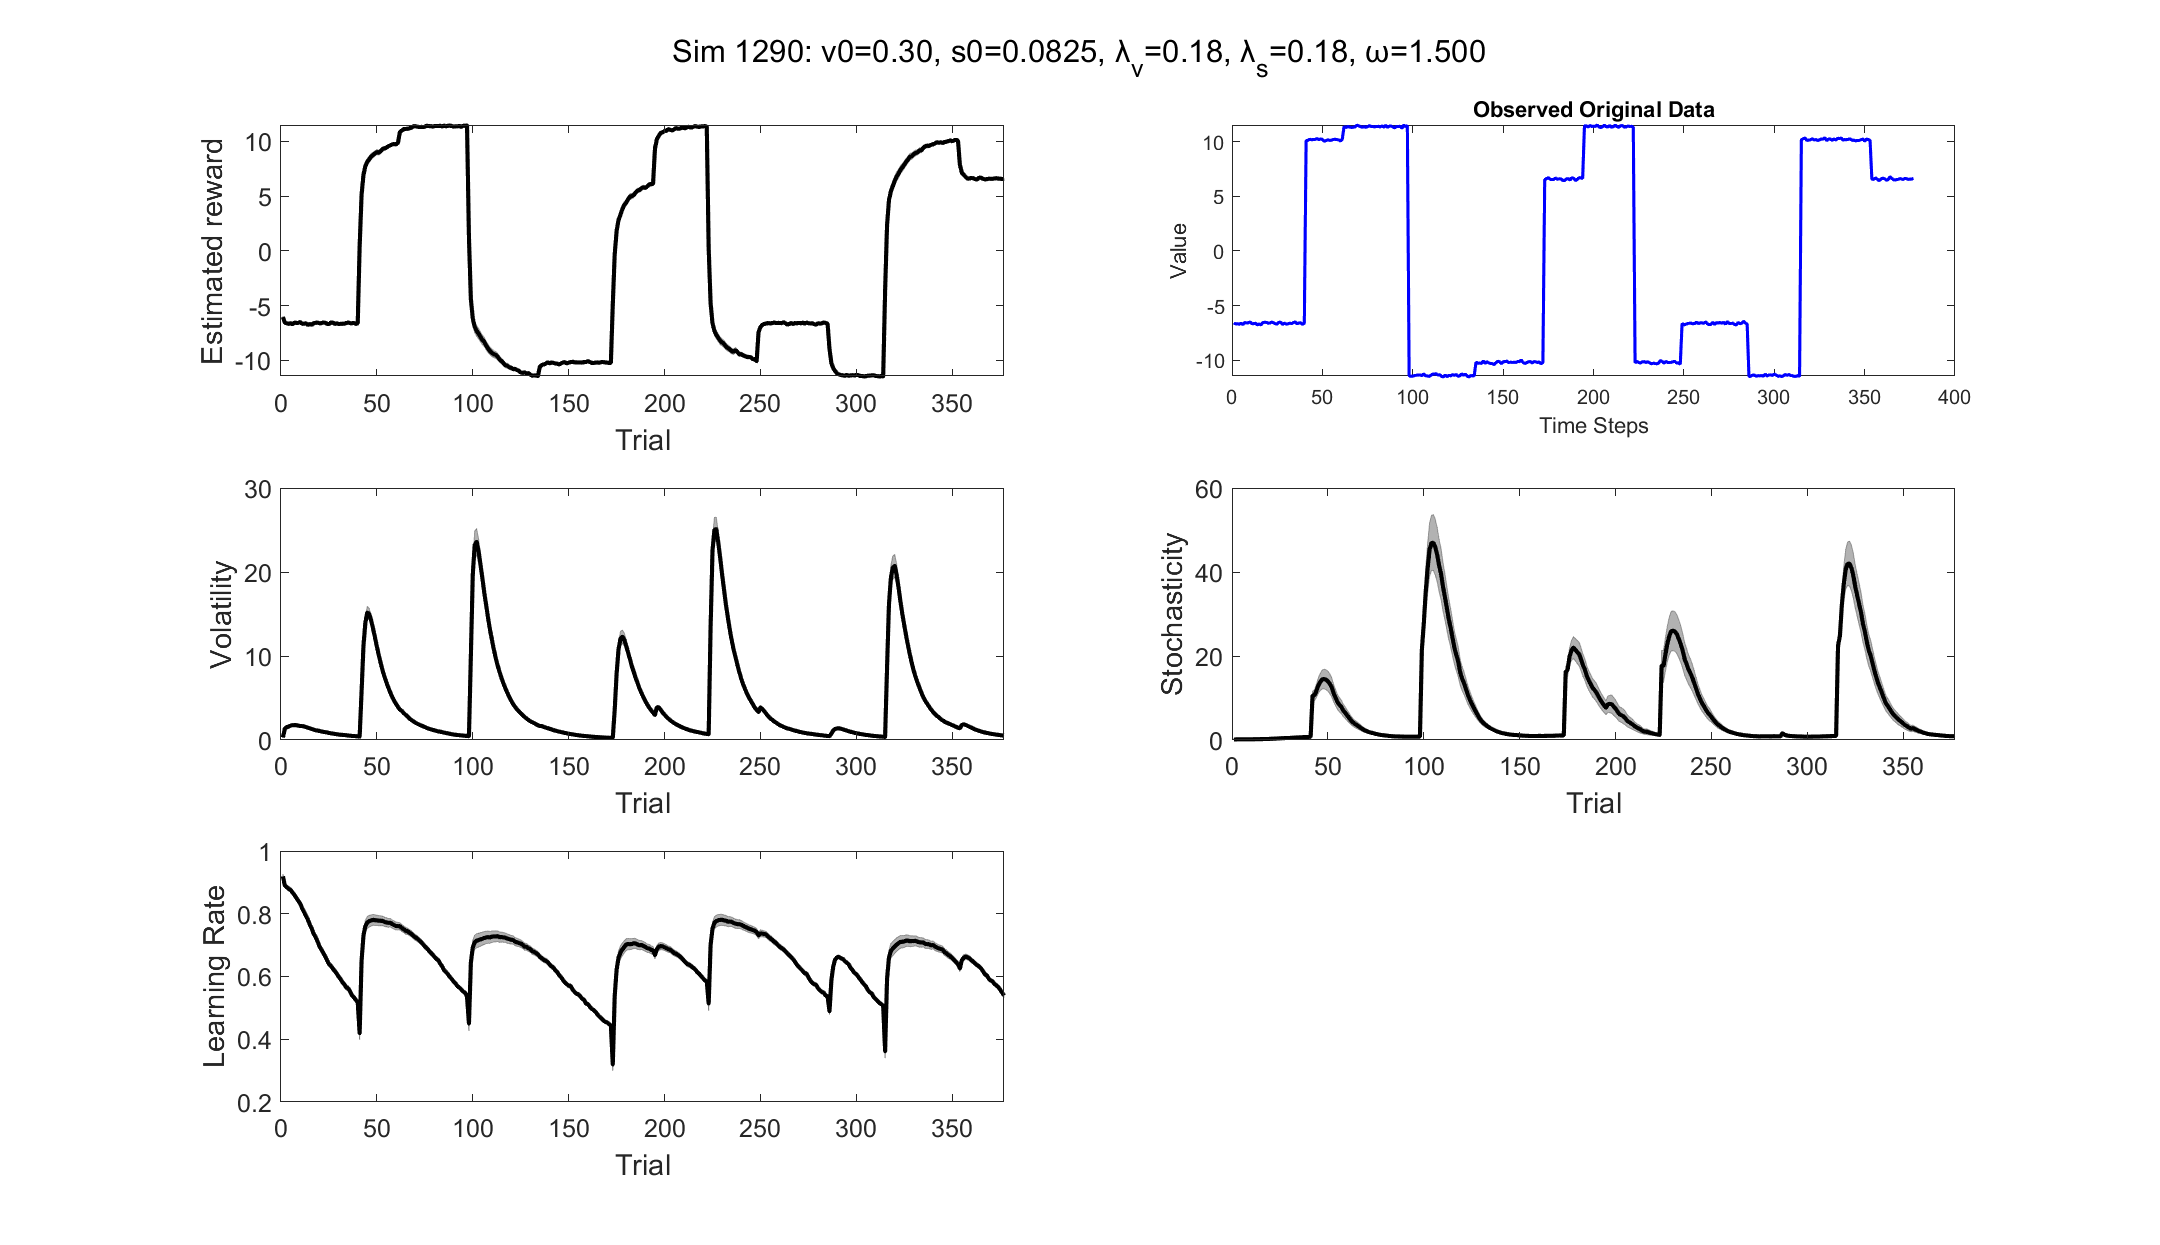 Sim 1290: v0=0.30, s0=0.0825, λ_v=0.18, λ_s=0.18, ω=1.500
Estimated reward
10
5
0
-5
-10
0 50 100 150 200 250 300 350
Trial
Observed Original Data
Value
10
5
0
-5
-10
0 50 100 150 200 250 300 350 400
Time Steps
Volatility
30
20
10
0
0 50 100 150 200 250 300 350
Trial
Stochasticity
60
40
20
0
0 50 100 150 200 250 300 350
Trial
Learning Rate
1
0.8
0.6
0.4
0.2
0 50 100 150 200 250 300 350
Trial